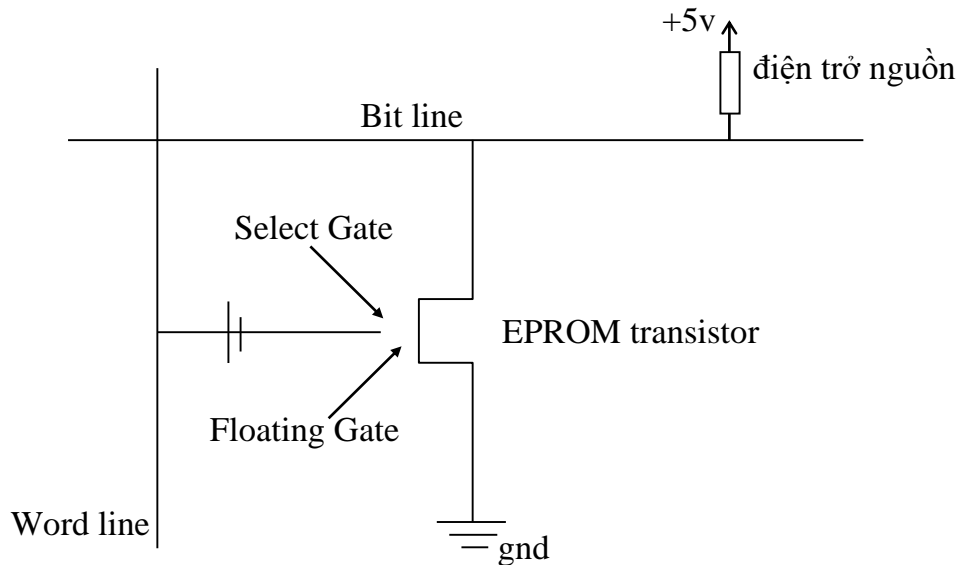 +5v
điện trở nguồn
Bit line
Select Gate
EPROM transistor
Floating Gate
Word line
gnd